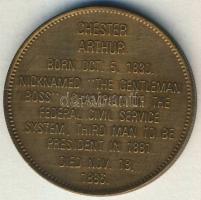 CHESTER
ARTHUR
BORN OCT. 5, 1830.
NICKNAMED "THE GENTLEMAN
BOSS" THE
FEDERAL CIVIL SERVICE
SYSTEM. THIRD MAN TO BE
PRESIDENT IN 1881.
DIED NOV. 18,
1886.